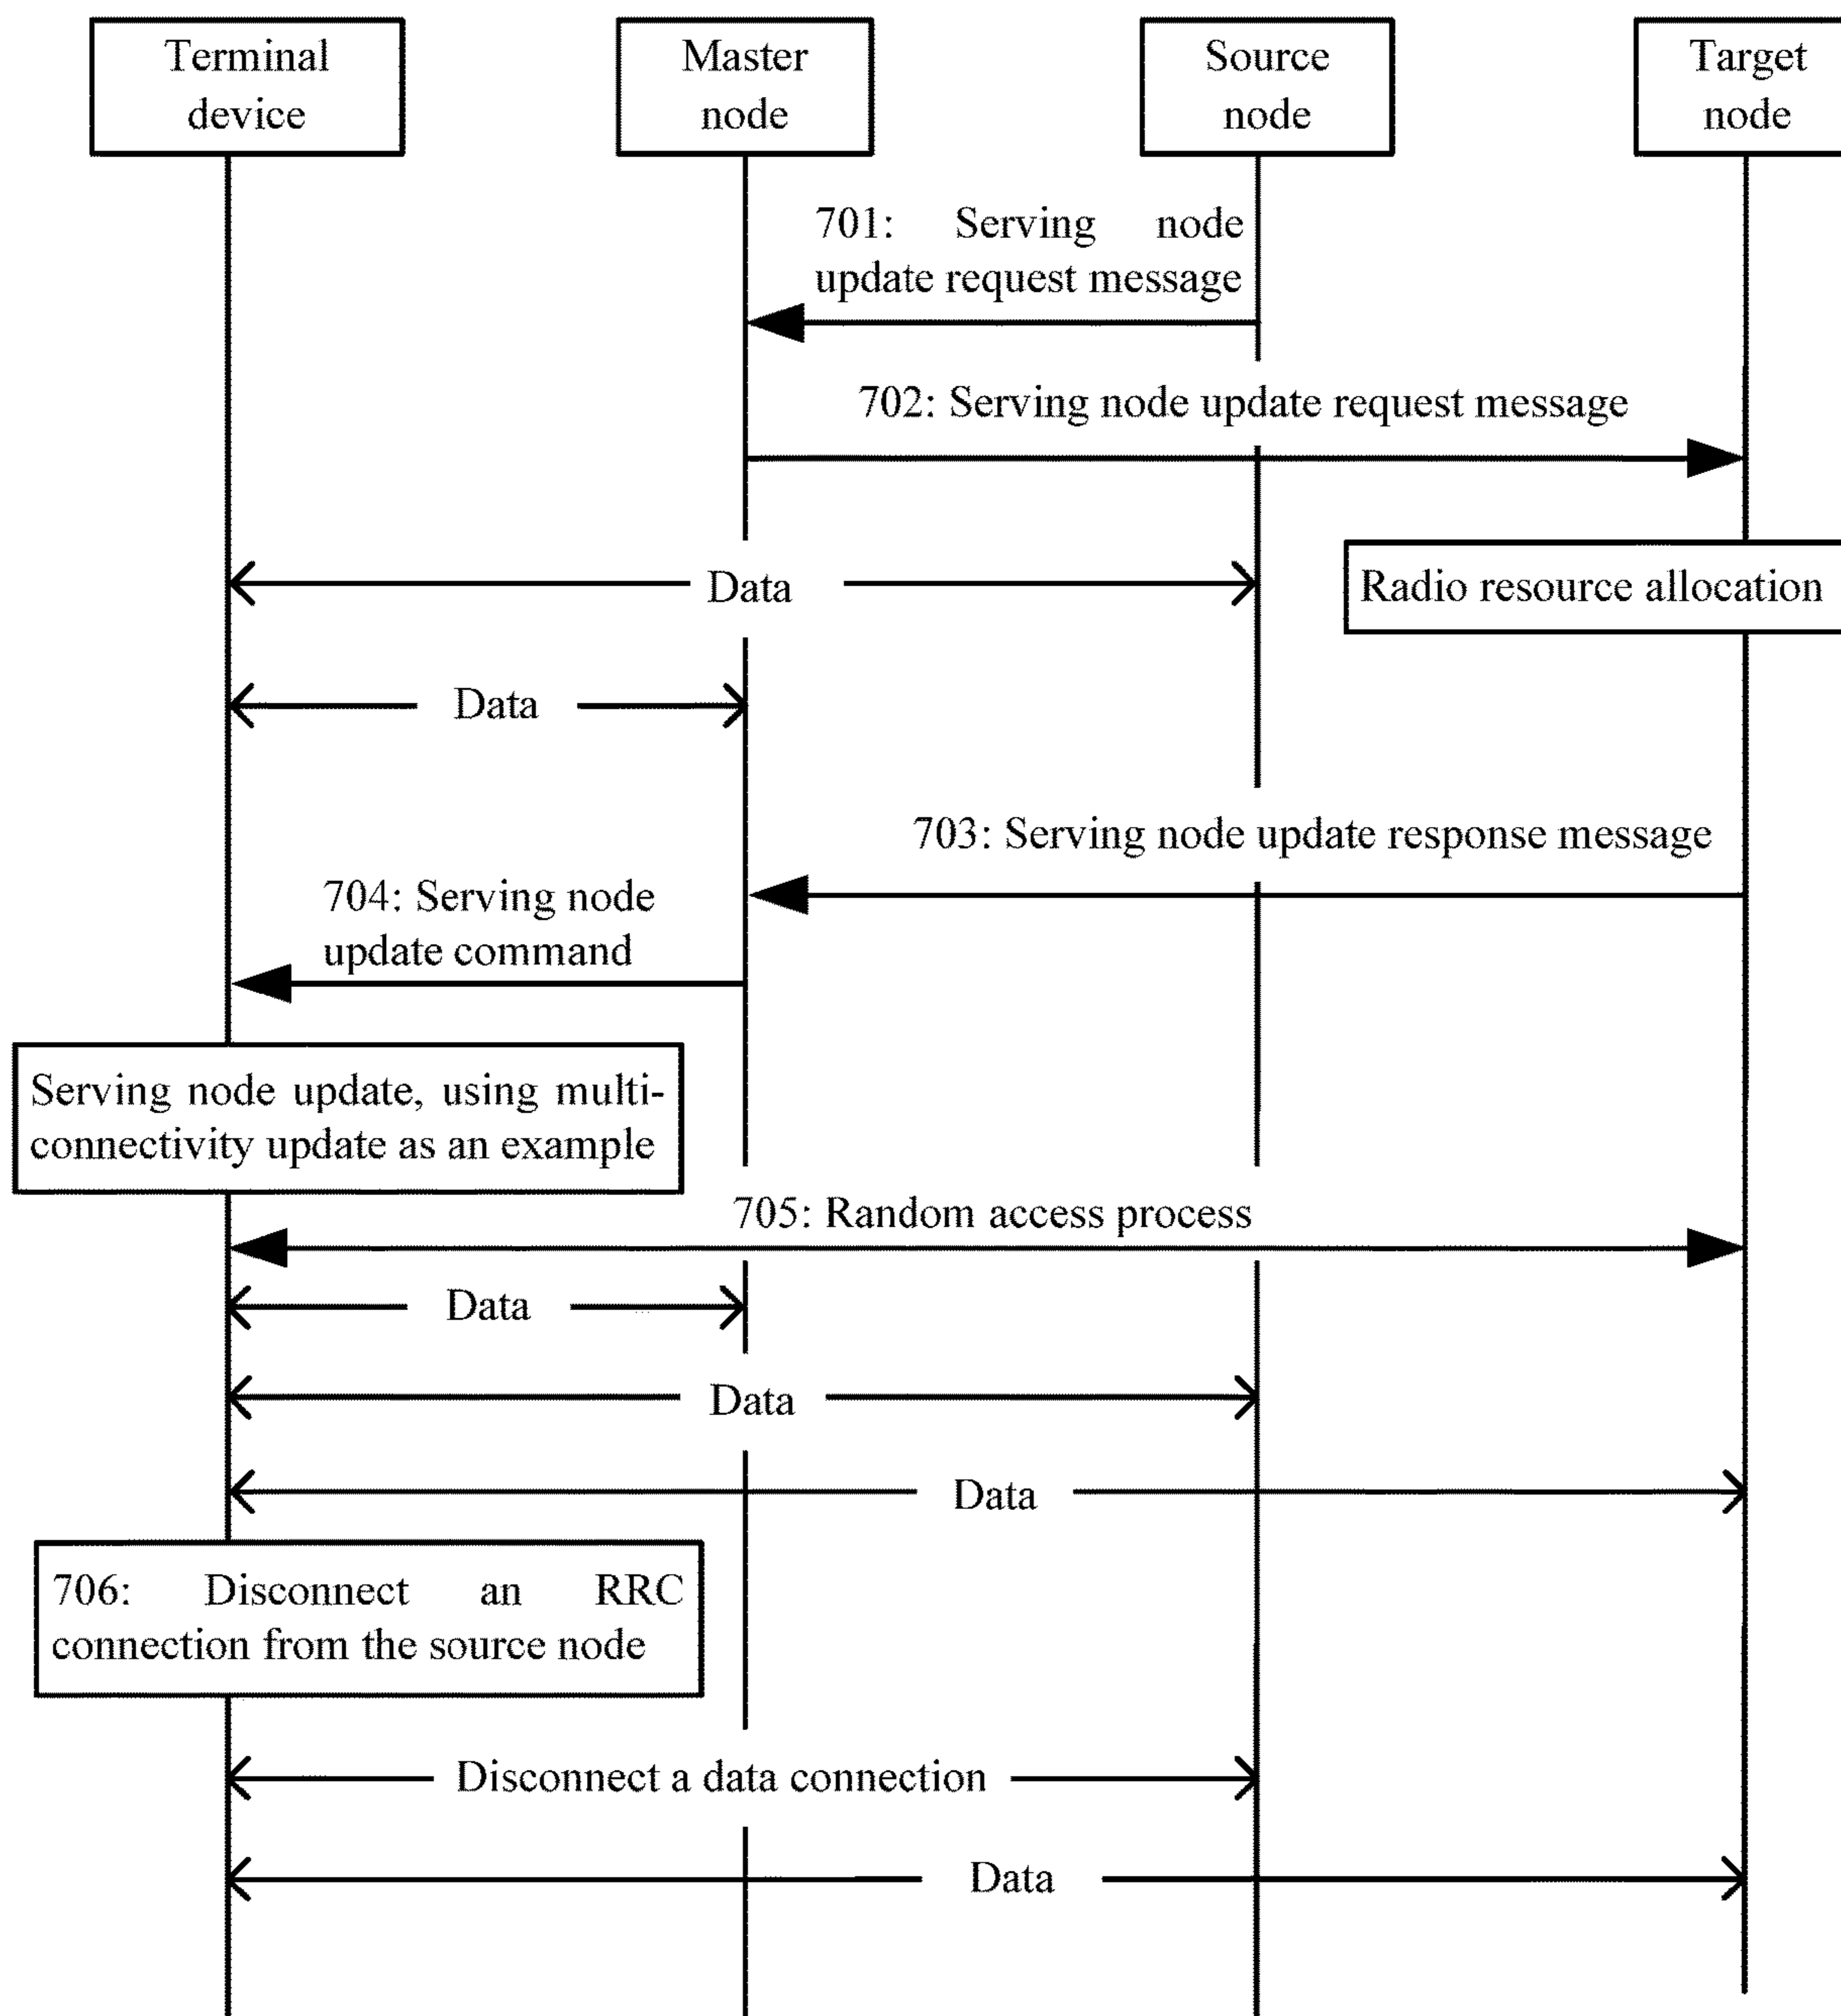 Terminal
device
Master
node
Source
node
Target
node
701: Serving node
update request message
702: Serving node update request message
Data
Radio resource allocation
Data
703: Serving node update response message
704: Serving node
update command
Serving node update, using multi-
connectivity update as an example
705: Random access process
Data
Data
Data
706: Disconnect an RRC
connection from the source node
Disconnect a data connection
Data